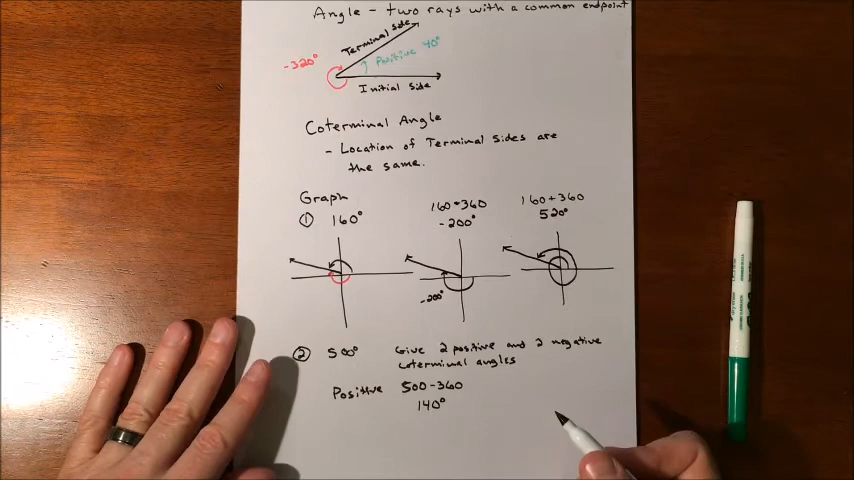 Angle - two rays with a common endpoint
Terminal side
-320°
Positive 40°
Initial side
Coterminal Angle
- Location of Terminal Sides are
the same.
Graph
① 160°
160-360
-200°
160+360
520°
-200°
② 500° Give 2 positive and 2 negative
coterminal angles
Positive 500-360
140°